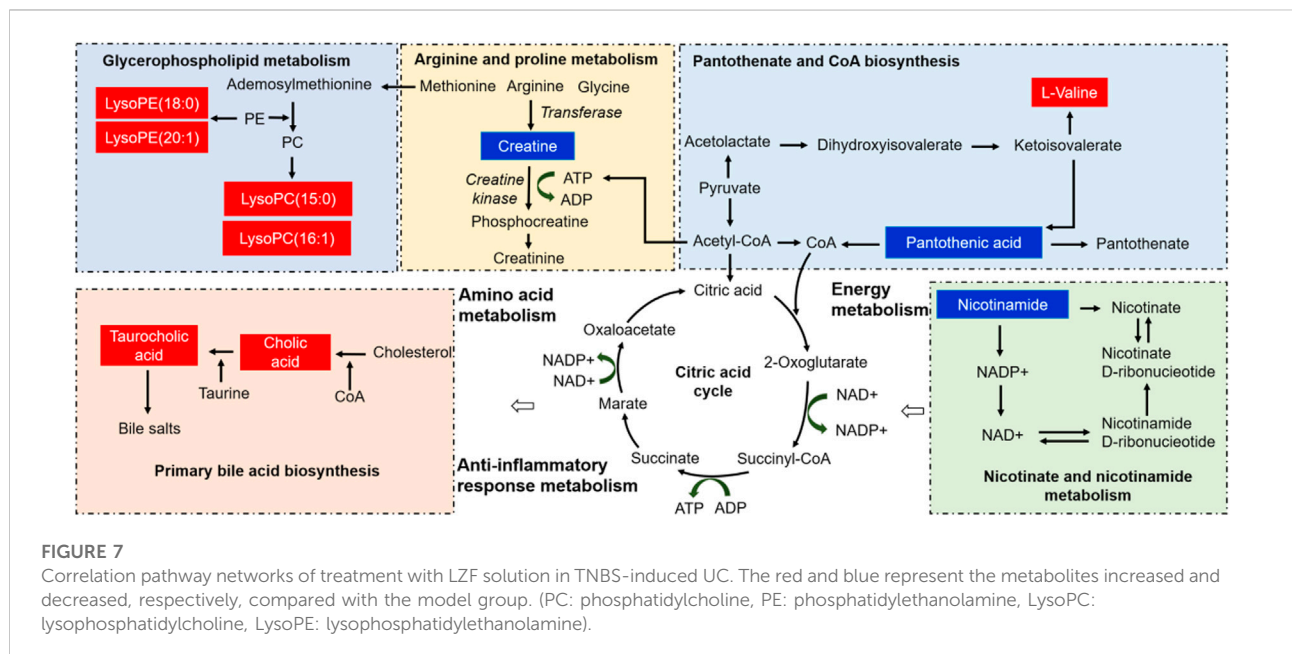 Glycerophospholipid metabolism
Ademosylmethionine
LysoPE(18:0)
PE
LysoPE(20:1)
PC
LysoPC(15:0)
LysoPC(16:1)
Arginine and proline metabolism
Methionine Arginine Glycine
Transferase
Creatine
Creatine
kinase
ATP
ADP
Phosphocreatine
Creatinine
Pantothenate and CoA biosynthesis
L-Valine
Acetolactate
Dihydroxyisovalerate
Ketoisovalerate
Pyruvate
Acetyl-CoA
CoA
Pantothenic acid
Pantothenate
Taurocholic
acid
Cholic
acid
Cholesterol
Taurine
CoA
Bile salts
Primary bile acid biosynthesis
Amino acid
metabolism
Energy
metabolism
Anti-inflammatory
response metabolism
Citric acid
Oxaloacetate
NADP+
NAD+
Citric acid
cycle
2-Oxoglutarate
NAD+
NADP+
Marate
Succinate
Succinyl-CoA
ATP ADP
Nicotinamide
Nicotinate
NADP+
Nicotinate
D-ribonucieotide
NAD+
Nicotinamide
D-ribonucieotide
Nicotinate and nicotinamide
metabolism
FIGURE 7
Correlation pathway networks of treatment with LZF solution in TNBS-induced UC. The red and blue represent the metabolites increased and
decreased, respectively, compared with the model group. (PC: phosphatidylcholine, PE: phosphatidylethanolamine, LysoPC:
lysophosphatidylcholine, LysoPE: lysophosphatidylethanolamine).